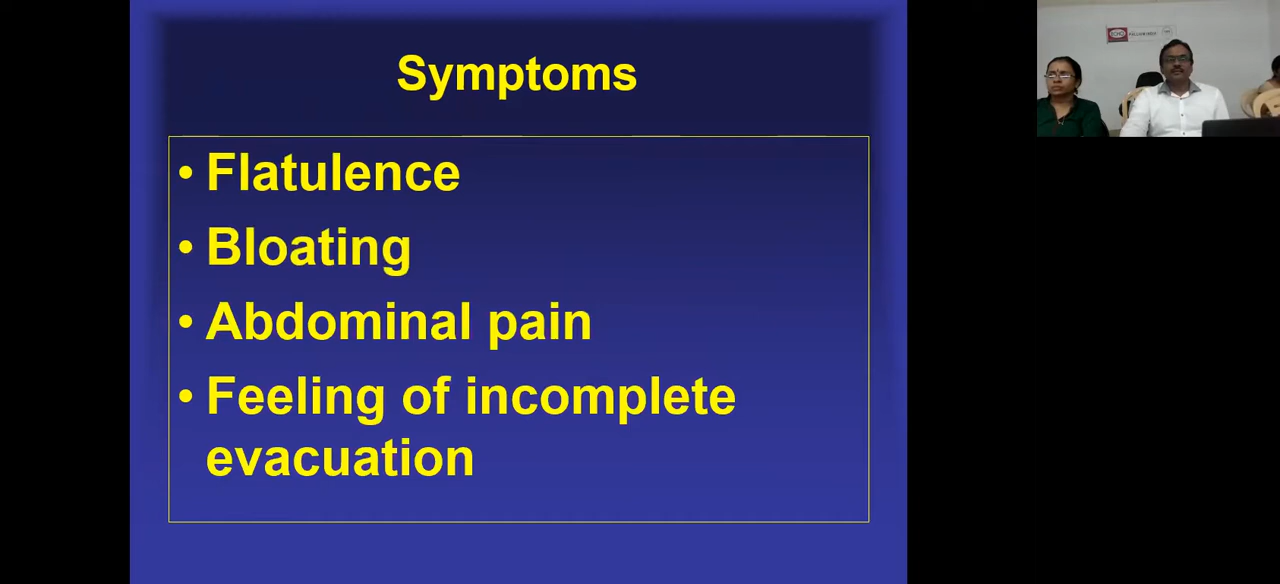 Symptoms
• Flatulence
• Bloating
• Abdominal pain
• Feeling of incomplete
evacuation